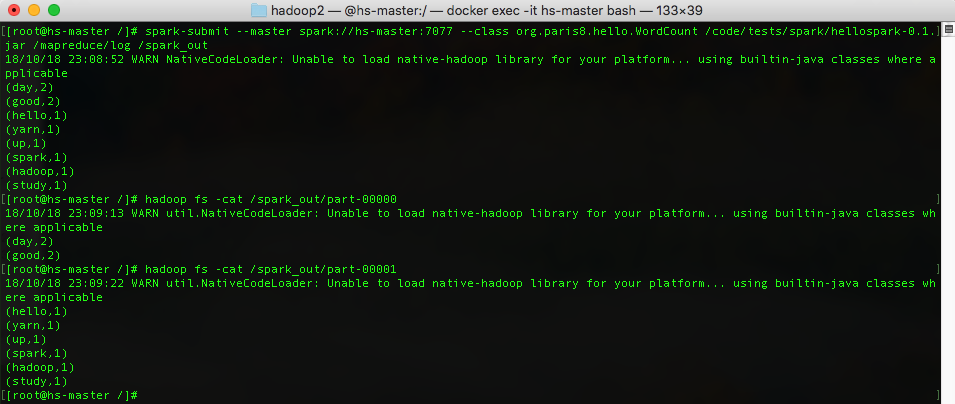 hadoop2 — @hs-master:/ — docker exec -it hs-master bash — 133×39
[[root@hs-master /]# spark-submit --master spark://hs-master:7077 --class org.paris8.hello.WordCount /code/tests/spark/hellospark-0.1.]
jar /mapreduce/log /spark_out
18/10/18 23:08:52 WARN NativeCodeLoader: Unable to load native-hadoop library for your platform... using builtin-java classes where a
pplicable
(day,2)
(good,2)
(hello,1)
(yarn,1)
(up,1)
(spark,1)
(hadoop,1)
(study,1)
[[root@hs-master /]# hadoop fs -cat /spark_out/part-00000 ]
18/10/18 23:09:13 WARN util.NativeCodeLoader: Unable to load native-hadoop library for your platform... using builtin-java classes wh
ere applicable
(day,2)
(good,2)
[[root@hs-master /]# hadoop fs -cat /spark_out/part-00001 ]
18/10/18 23:09:22 WARN util.NativeCodeLoader: Unable to load native-hadoop library for your platform... using builtin-java classes wh
ere applicable
(hello,1)
(yarn,1)
(up,1)
(spark,1)
(hadoop,1)
(study,1)
[[root@hs-master /]# ]